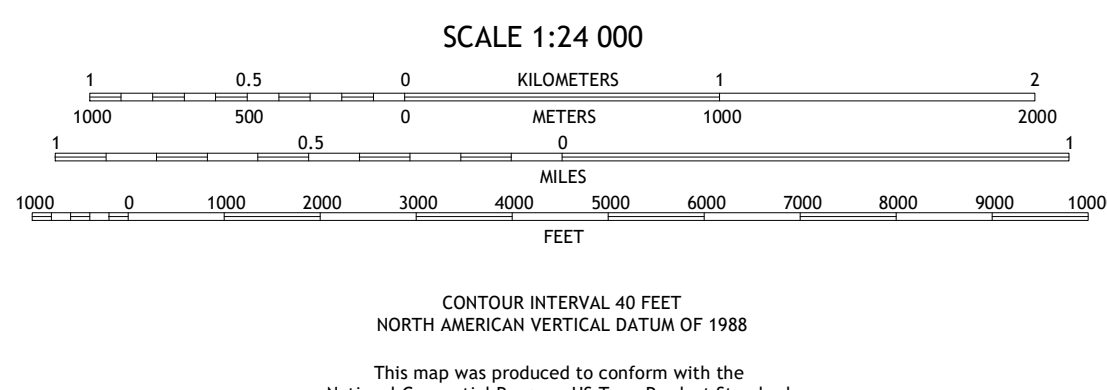 SCALE 1:24 000
1 0.5 0 KILOMETERS 1 2
1000 500 0 METERS 1000 2000
1 0.5 0 1
MILES
1000 0 1000 2000 3000 4000 5000 6000 7000 8000 9000 1000
FEET
CONTOUR INTERVAL 40 FEET
NORTH AMERICAN VERTICAL DATUM OF 1988
This map was produced to conform with the